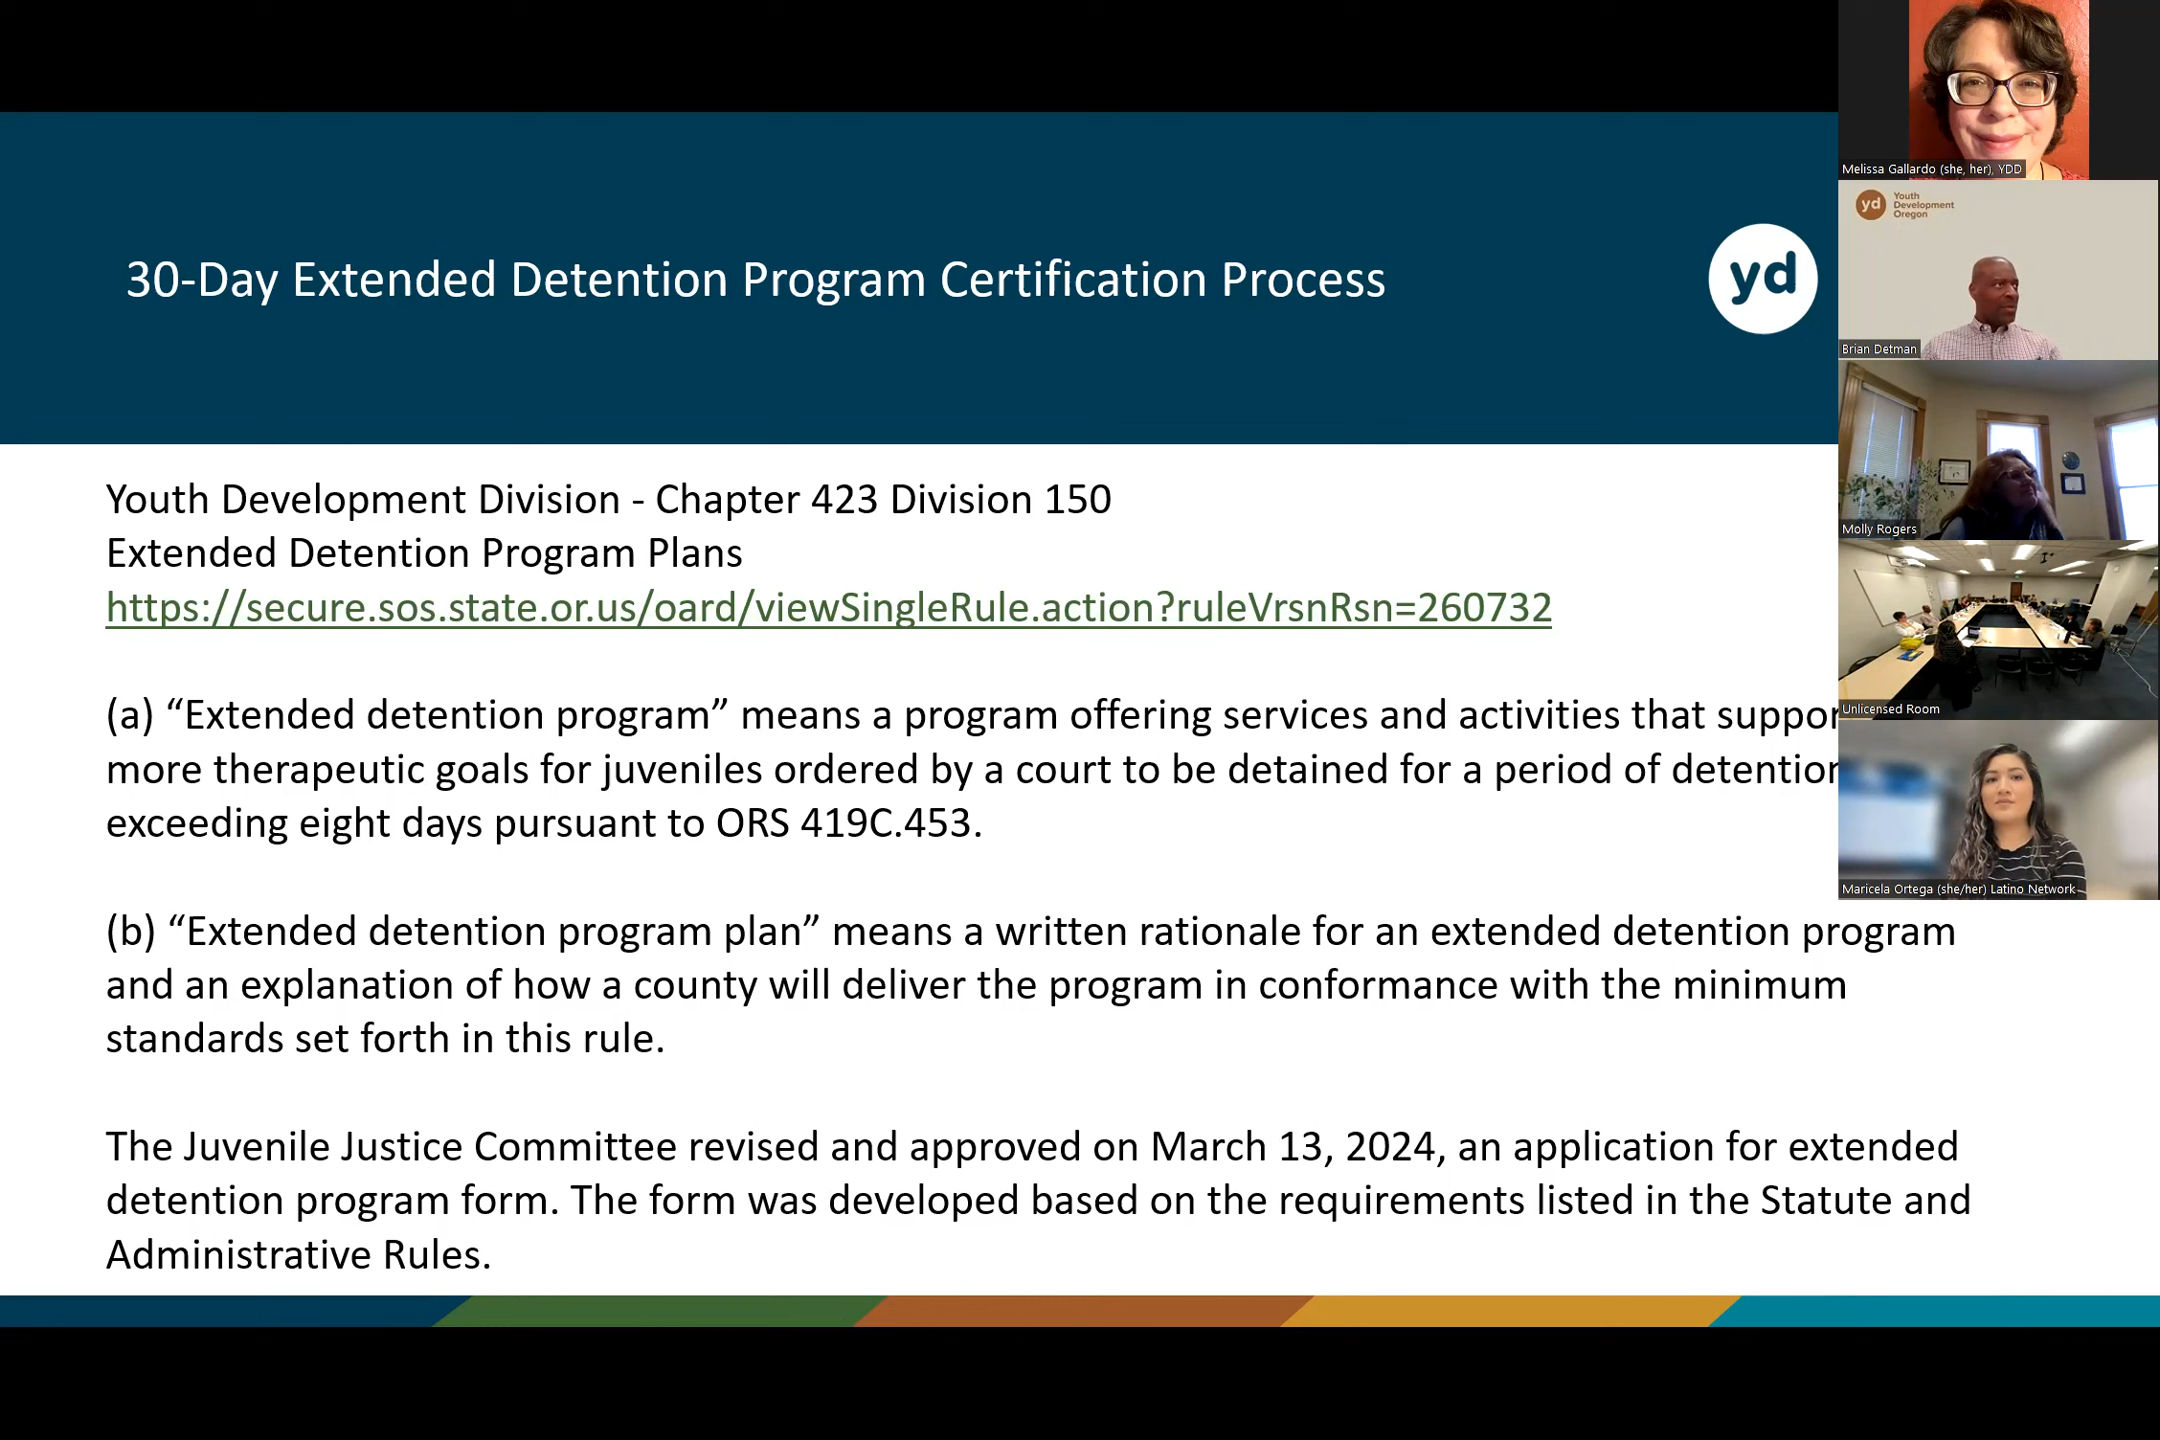 30-Day Extended Detention Program Certification Process
yd
Youth Development Division - Chapter 423 Division 150
Extended Detention Program Plans
https://secure.sos.state.or.us/oard/viewSingleRule.action?ruleVrsnRsn=260732
(a) “Extended detention program” means a program offering services and activities that suppor
more therapeutic goals for juveniles ordered by a court to be detained for a period of detention
exceeding eight days pursuant to ORS 419C.453.
(b) “Extended detention program plan” means a written rationale for an extended detention program
and an explanation of how a county will deliver the program in conformance with the minimum
standards set forth in this rule.
The Juvenile Justice Committee revised and approved on March 13, 2024, an application for extended
detention program form. The form was developed based on the requirements listed in the Statute and
Administrative Rules.
Melissa Gallardo (she, her), YDD
yd
Youth
Development
Oregon
Brian Detman
Molly Rogers
Unlicensed Room
Maricela Ortega (she/her) Latino Network